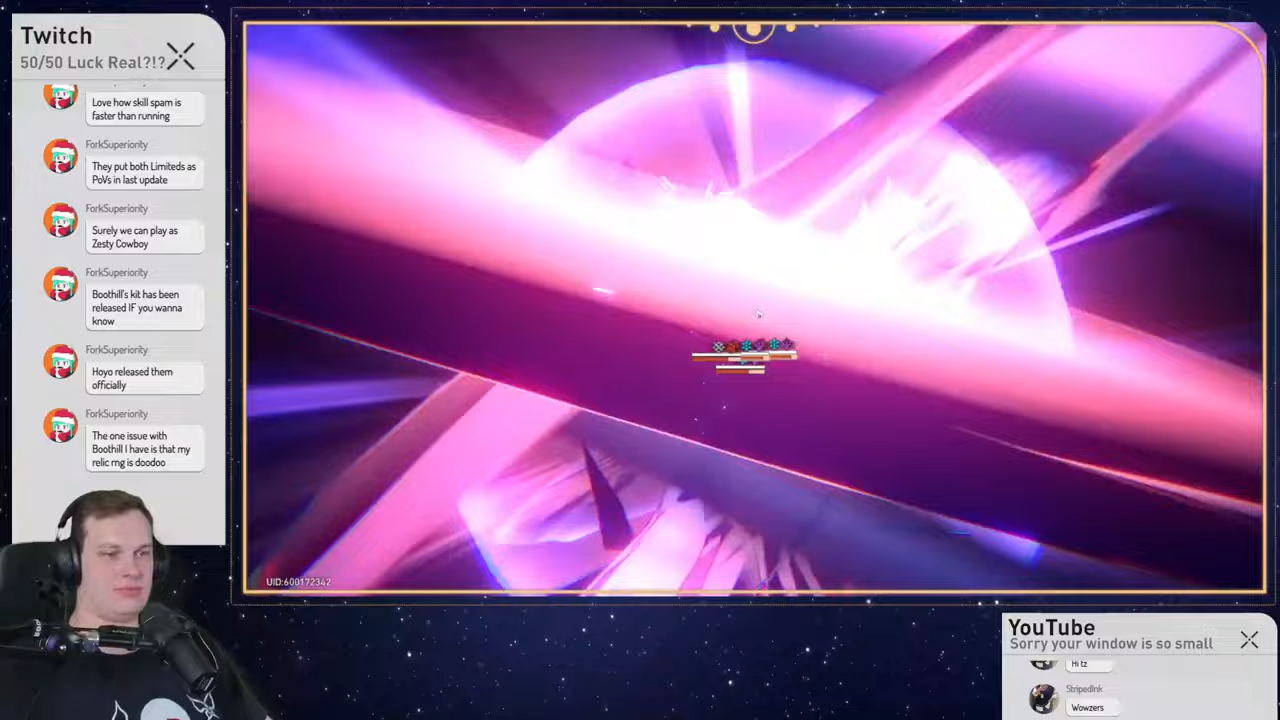 Twitch
50/50 Luck Real?!?
Love how skill spam is
faster than running
ForkSuperiority
They put both Limiteds as
PoVs in last update
ForkSuperiority
Surely we can play as
Zesty Cowboy
ForkSuperiority
Boothill's kit has been
released IF you wanna
know
ForkSuperiority
Hoyo released them
officially
ForkSuperiority
The one issue with
Boothill I have is that my
relic rng is doodoo
UID:600172342
YouTube
Sorry your window is so small
Hi tz
StripedInk
Wowzers